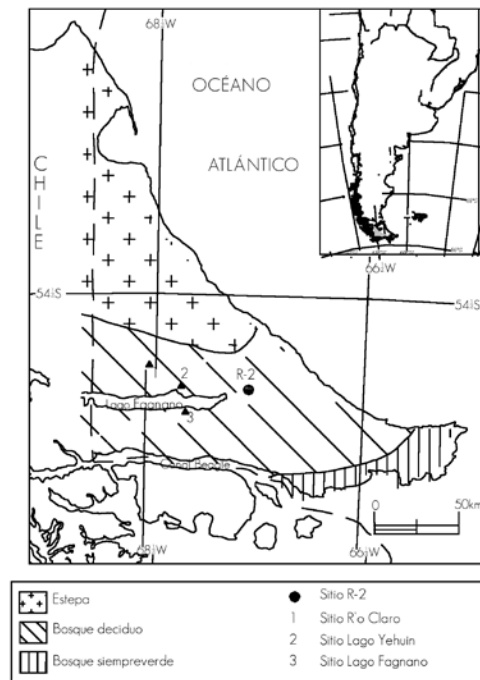 68¡W
OCÉANO
ATLÁNTICO
CHILE
66¡W
54¡S
54¡S
2
R-2
Lago Fagnano
3
Canal Beagle
0 50km
68¡W
66¡W
Estepa
Sitio R-2
Bosque deciduo
1 Sitio R'o Claro
2 Sitio Lago Yehuin
Bosque siempreverde
3 Sitio Lago Fagnano